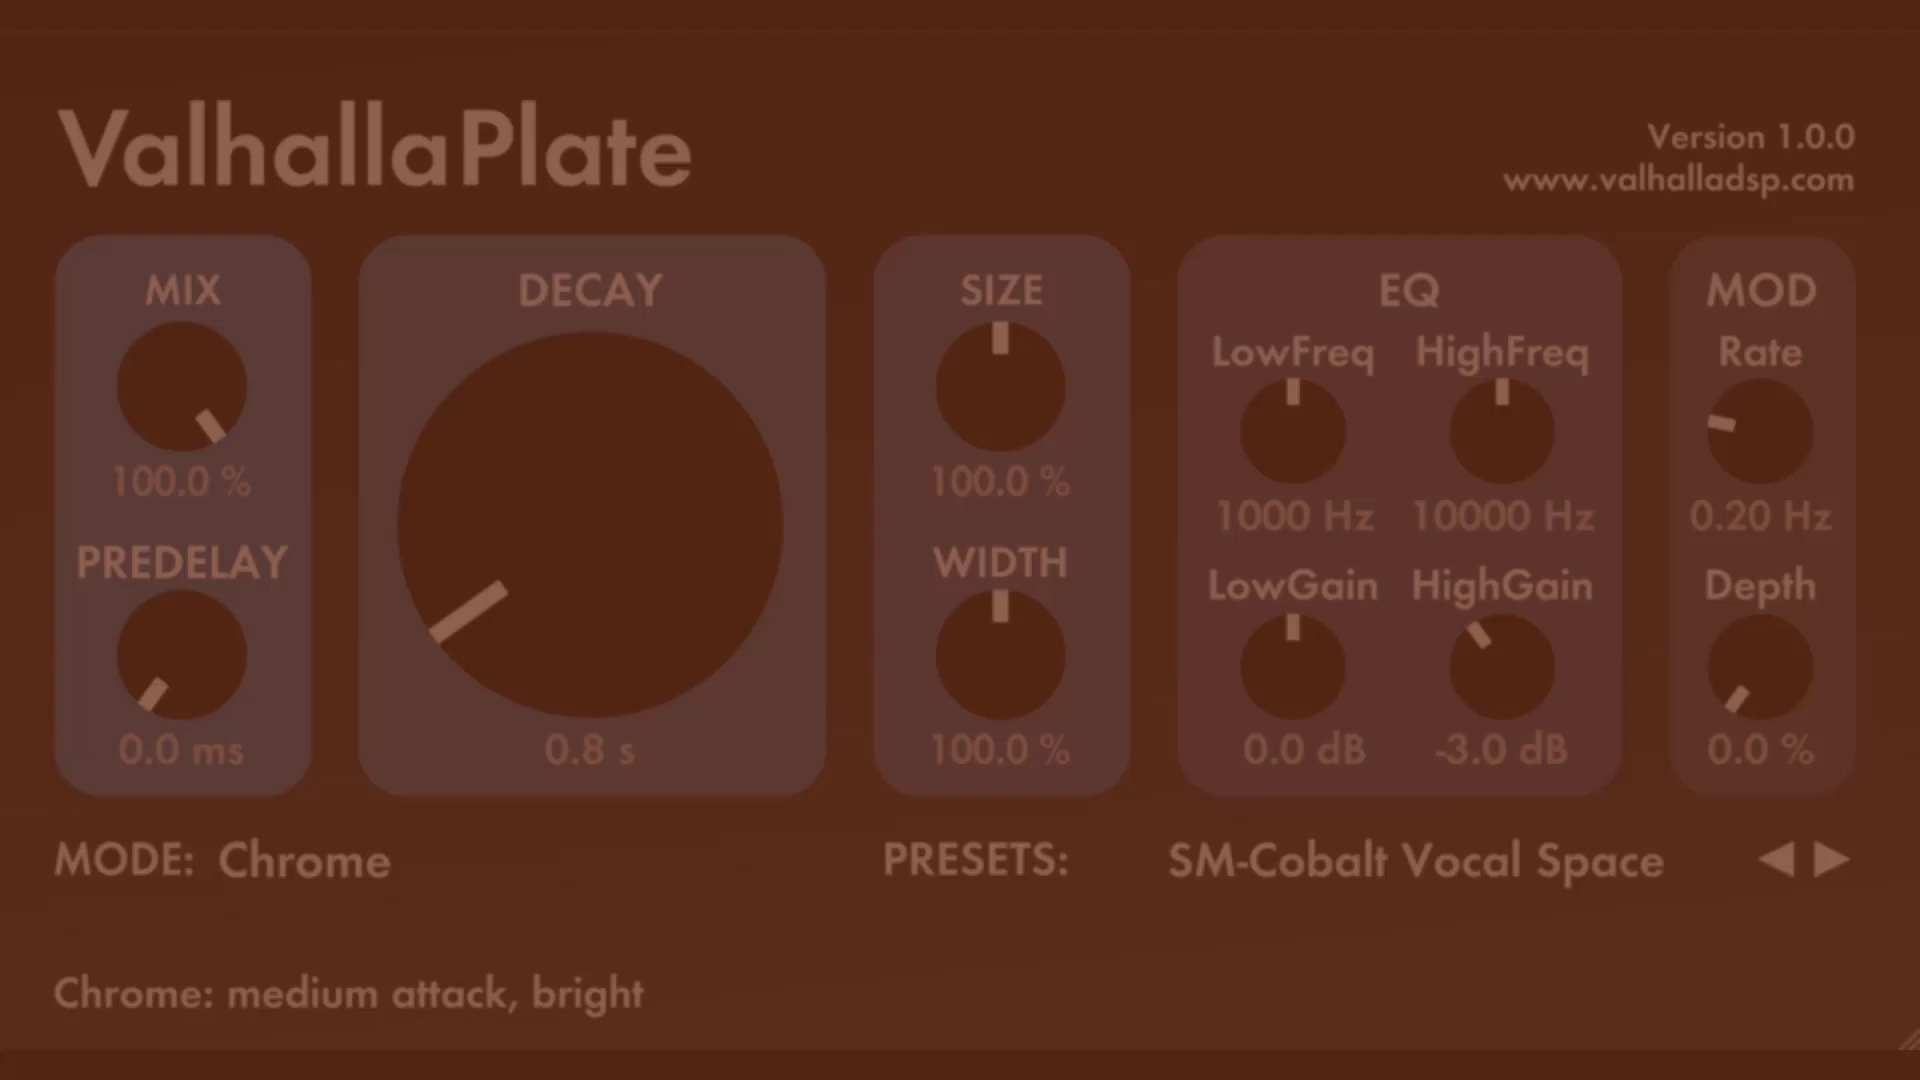 ValhallaPlate
Version 1.0.0
www.valhalladsp.com
MIX
100.0 %
PREDELAY
0.0 ms
DECAY
0.8 s
SIZE
100.0 %
WIDTH
100.0 %
EQ
LowFreq HighFreq
1000 Hz 10000 Hz
LowGain HighGain
0.0 dB -3.0 dB
MOD
Rate
0.20 Hz
Depth
0.0 %
MODE: Chrome
PRESETS: SM-Cobalt Vocal Space
Chrome: medium attack, bright